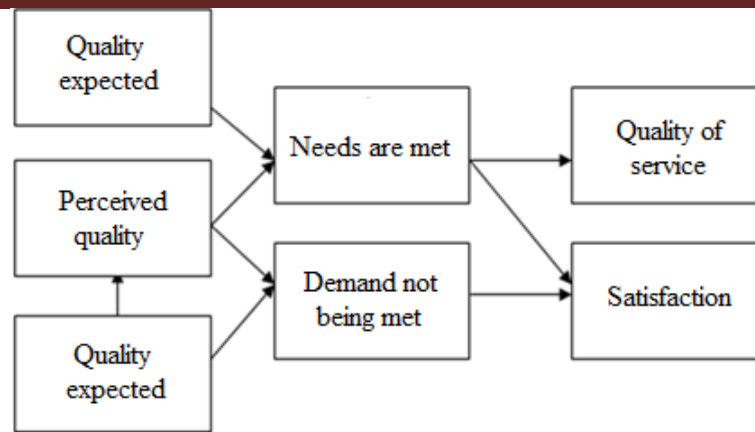 Quality
expected
Needs are met
Quality of
service
Perceived
quality
Demand not
being met
Satisfaction
Quality
expected